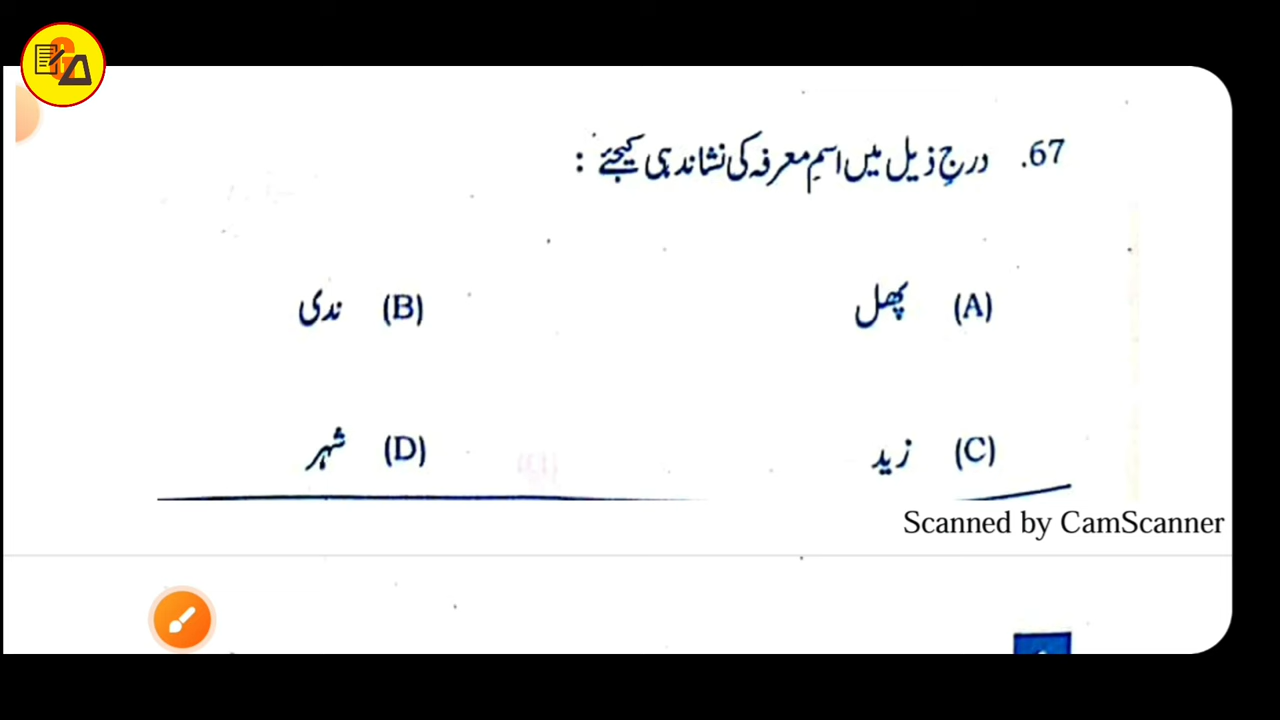 67. درجِ ذیل میں اسمِ معرفہ کی نشاندہی کیجئے :
(A) پھل
(B) ندی
(C) زید
(D) شہر
Scanned by CamScanner